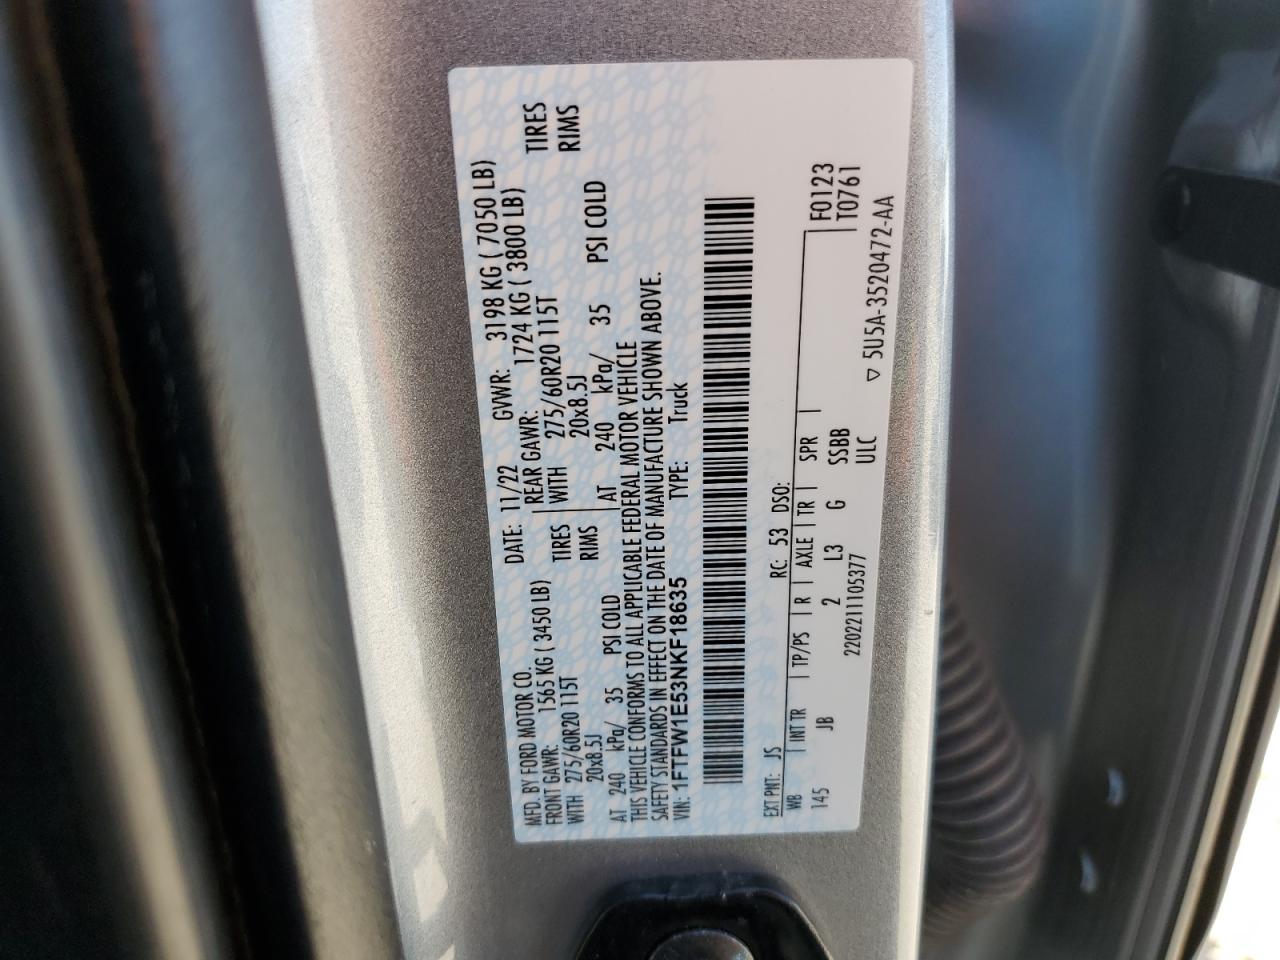 MFD. BY FORD MOTOR CO.
DATE: 11/22 GVWR: 3198 KG ( 7050 LB)
FRONT GAWR: 1565 KG ( 3450 LB)
REAR GAWR: 1724 KG ( 3800 LB)
WITH 275/60R20 115T TIRES
WITH 275/60R20 115T TIRES
20x8.5J RIMS
20x8.5J RIMS
AT 240 kPa/ 35 PSI COLD
AT 240 kPa/ 35 PSI COLD
THIS VEHICLE CONFORMS TO ALL APPLICABLE FEDERAL MOTOR VEHICLE
SAFETY STANDARDS IN EFFECT ON THE DATE OF MANUFACTURE SHOWN ABOVE.
VIN: 1FTFW1E53NKF18635 TYPE: Truck
EXT PNT: JS RC: 53 DSO:
WB INT TR TP/PS R AXLE TR SPR F0123
145 JB 2 L3 G SSBB T0761
220221105377 ULC
▽ 5U5A-3520472-AA